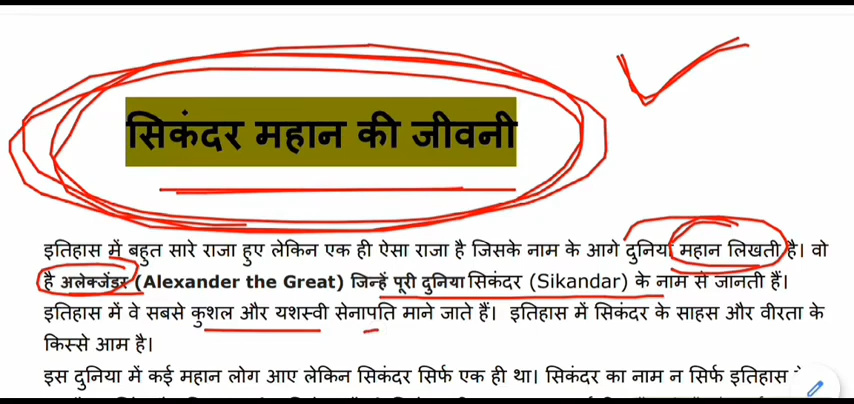 सिकंदर महान की जीवनी
इतिहास में बहुत सारे राजा हुए लेकिन एक ही ऐसा राजा है जिसके नाम के आगे दुनिया महान लिखती है। वो
है अलेक्जेंडर (Alexander the Great) जिन्हें पूरी दुनिया सिकंदर (Sikandar) के नाम से जानती हैं।
इतिहास में वे सबसे कुशल और यशस्वी सेनापति माने जाते हैं। इतिहास में सिकंदर के साहस और वीरता के
किस्से आम है।
इस दुनिया में कई महान लोग आए लेकिन सिकंदर सिर्फ एक ही था। सिकंदर का नाम न सिर्फ इतिहास